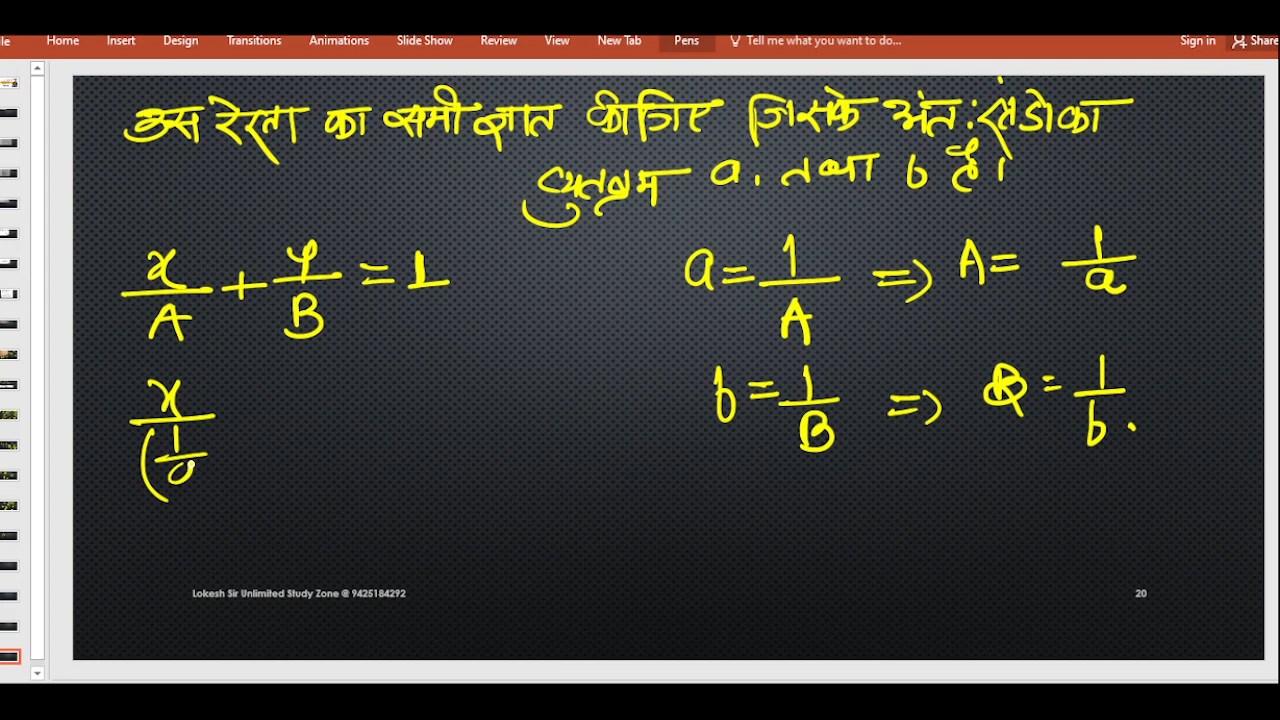 le Home Insert Design Transitions Animations Slide Show Review View New Tab Pens Tell me what you want to do... Sign in Share
उस रेखा का समी ज्ञात कीजिए जिसके अंत: खंडो का
व्युतक्रम a. तथा b है।
x/A + y/B = 1
a = 1/A => A = 1/a
b = 1/B => B = 1/b.
x/(1/a
Lokesh Sir Unlimited Study Zone @ 9425184292
20